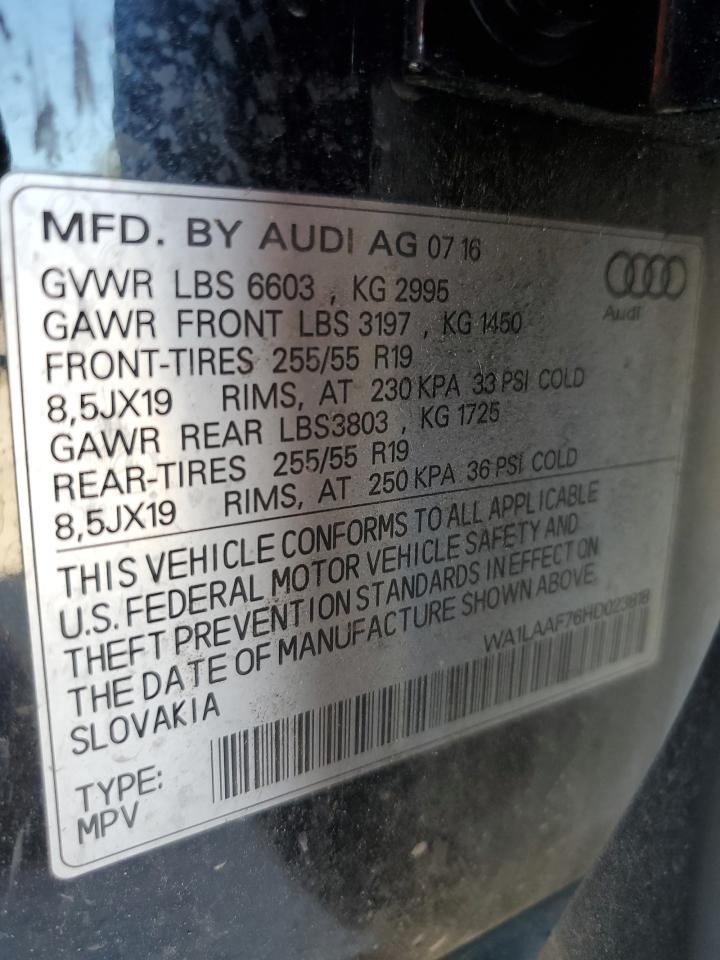 MFD. BY AUDI AG 07 16
Audi
GVWR LBS 6603 , KG 2995
GAWR FRONT LBS 3197 , KG 1450
FRONT-TIRES 255/55 R19
8,5JX19 RIMS, AT 230 KPA 33 PSI COLD
GAWR REAR LBS3803 , KG 1725
REAR-TIRES 255/55 R19
8,5JX19 RIMS, AT 250 KPA 36 PSI COLD
THIS VEHICLE CONFORMS TO ALL APPLICABLE
U.S. FEDERAL MOTOR VEHICLE SAFETY AND
THEFT PREVENTION STANDARDS IN EFFECT ON
THE DATE OF MANUFACTURE SHOWN ABOVE.
SLOVAKIA
WA1LAAF76HD023818
TYPE:
MPV